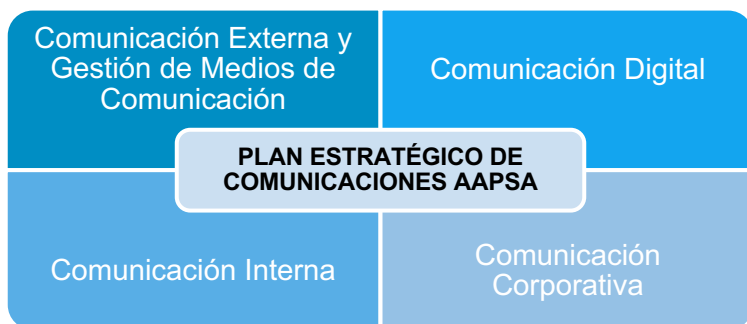 Comunicación Externa y
Gestión de Medios de
Comunicación
Comunicación Digital
PLAN ESTRATÉGICO DE
COMUNICACIONES AAPSA
Comunicación Interna
Comunicación
Corporativa